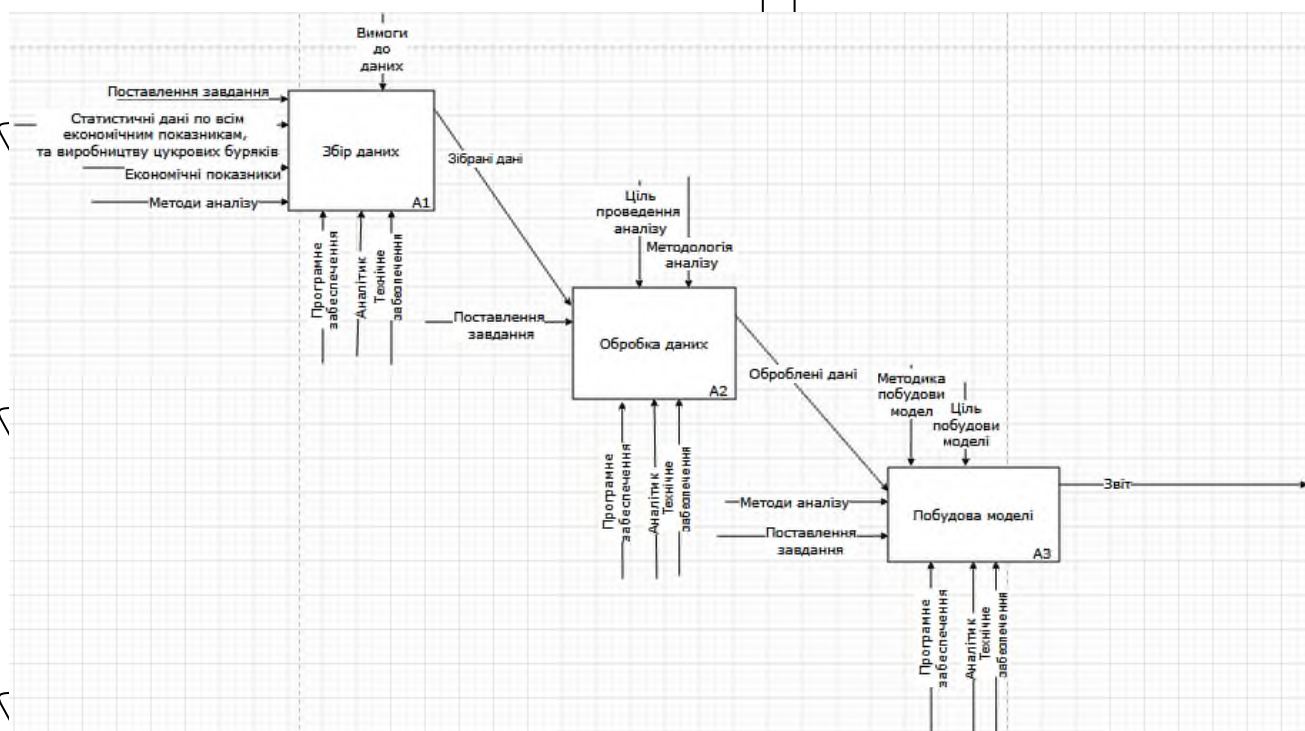 Вимоги
до
даних
Поставлення завдання
Статистичні дані по всім
економічним показникам,
та виробництву цукрових буряків
Економічні показники
Методи аналізу
Збір даних
A1
Програмне
забеспечення
Аналітик
Технічне
забезпечення
Зібрані дані
Ціль
проведення
аналізу
Методологія
аналізу
Поставлення
завдання
Обробка даних
A2
Програмне
забеспечення
Аналітик
Технічне
забезпечення
Оброблені дані
Методика
побудови
модел
Ціль
побудови
моделі
Методи аналізу
Поставлення
завдання
Побудова моделі
A3
Звіт
Програмне
забеспечення
Аналітик
Технічне
забезпечення